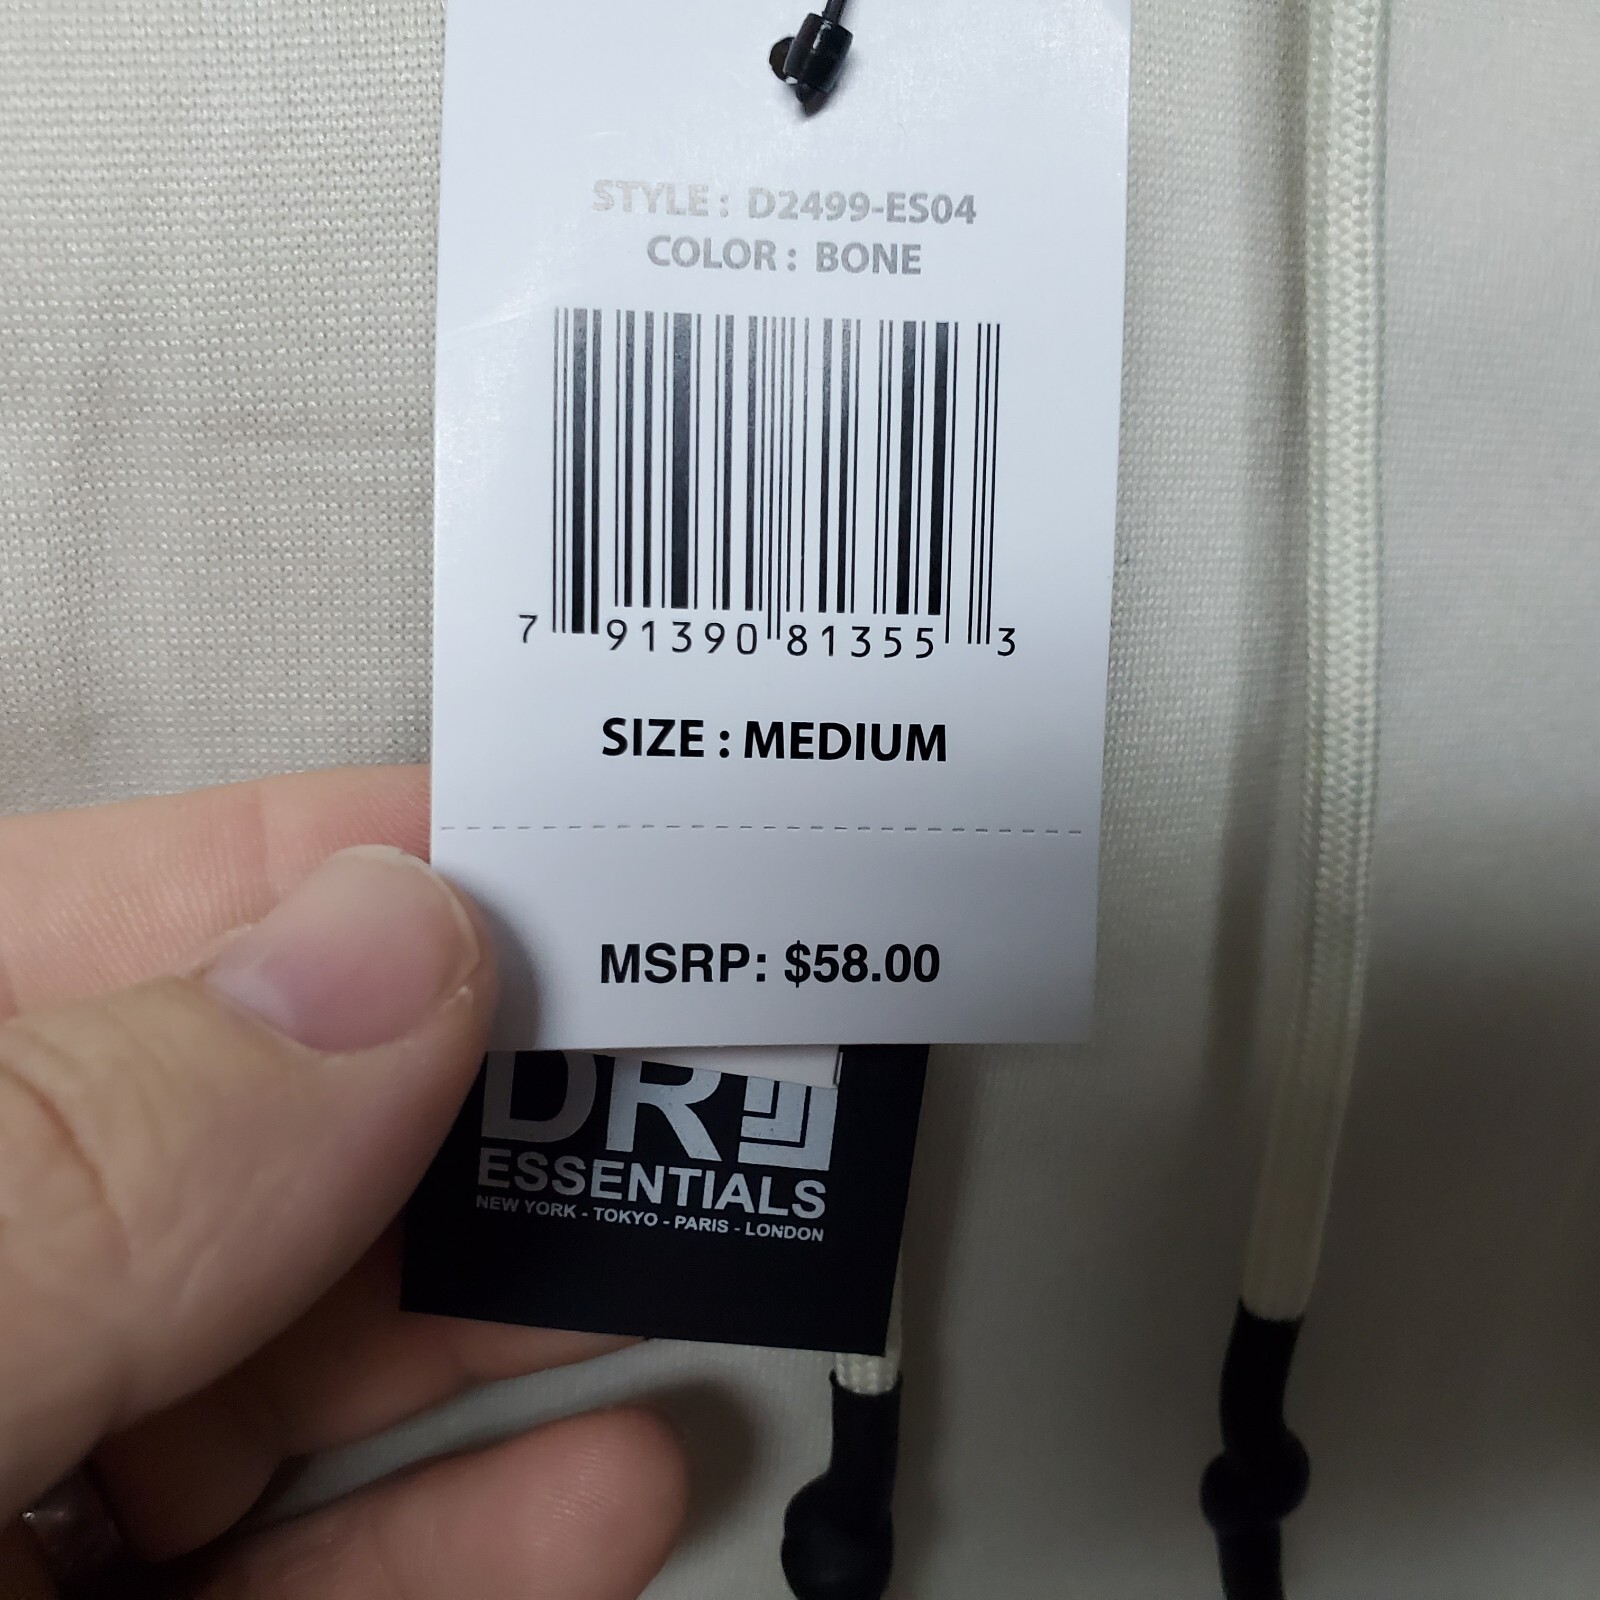 STYLE : D2499-ES04
COLOR : BONE
7 91390 81355 3
SIZE : MEDIUM
MSRP: $58.00
DR
ESSENTIALS
NEW YORK - TOKYO - PARIS - LONDON